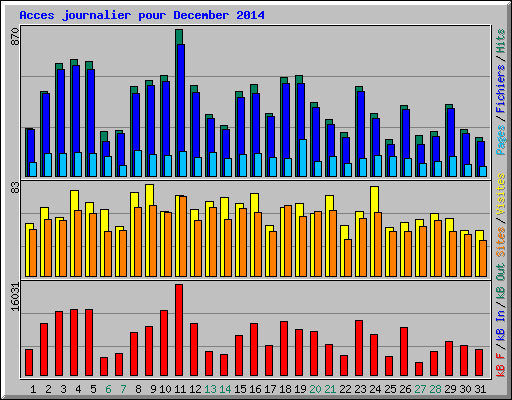 Acces journalier pour December 2014
870
83
16031
Pages / Fichiers / Hits
Sites / Visites
kB F / kB In / kB Out
1 2 3 4 5 6 7 8 9 10 11 12 13 14 15 16 17 18 19 20 21 22 23 24 25 26 27 28 29 30 31